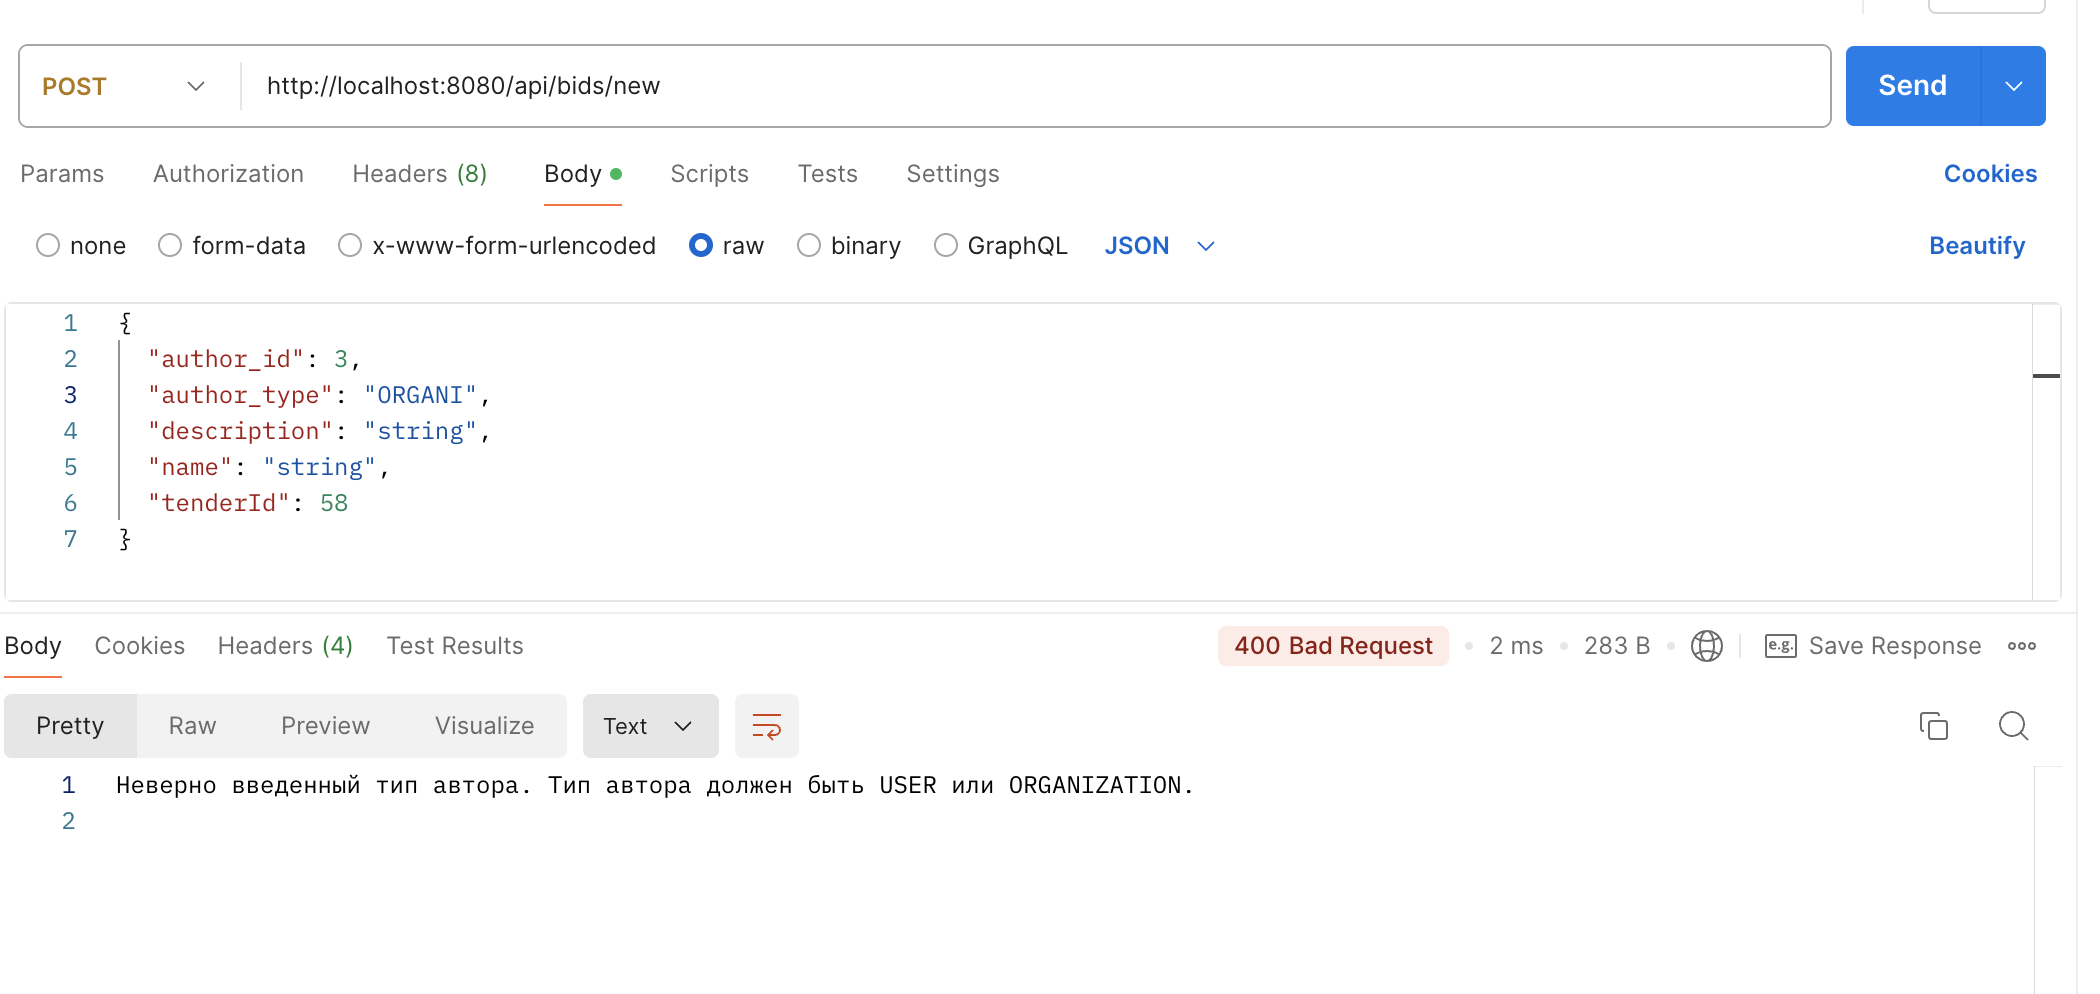 POST http://localhost:8080/api/bids/new Send
Params Authorization Headers (8) Body Scripts Tests Settings Cookies
none form-data x-www-form-urlencoded raw binary GraphQL JSON Beautify
1 {
2 "author_id": 3,
3 "author_type": "ORGANI",
4 "description": "string",
5 "name": "string",
6 "tenderId": 58
7 }
Body Cookies Headers (4) Test Results 400 Bad Request 2 ms 283 B e.g. Save Response
Pretty Raw Preview Visualize Text
1 Неверно введенный тип автора. Тип автора должен быть USER или ORGANIZATION.
2